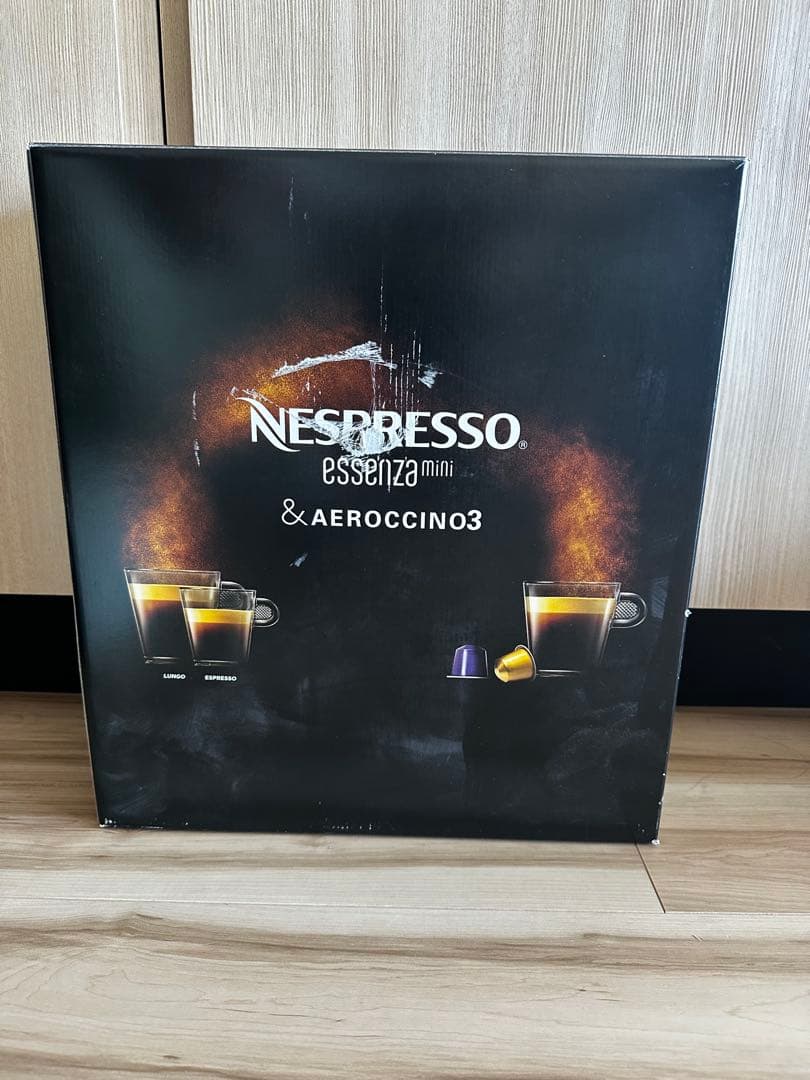 NESPRESSO®
essenza mini
& AEROCCINO3
LUNGO ESPRESSO